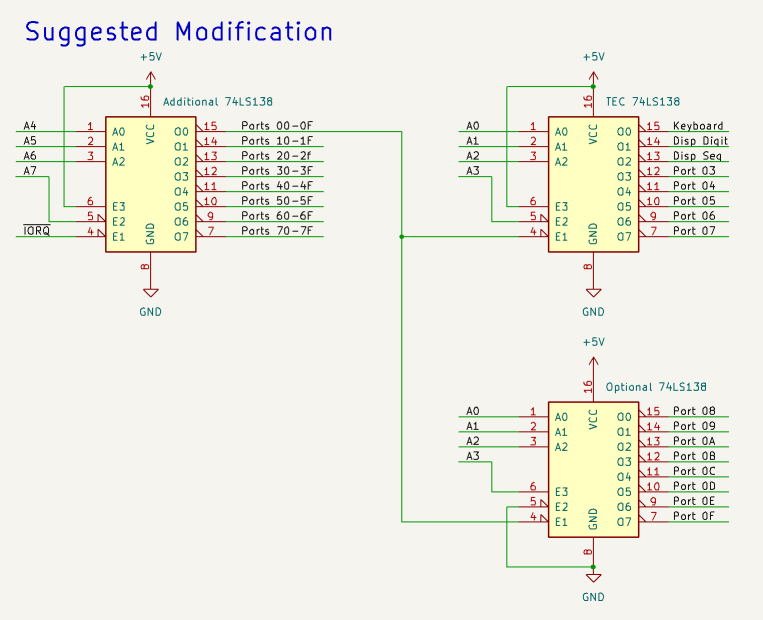 Suggested Modification
+5V
Additional 74LS138
16
VCC
A4 1 A0 O0 15 Ports 00-0F
A5 2 A1 O1 14 Ports 10-1F
A6 3 A2 O2 13 Ports 20-2f
A7 O3 12 Ports 30-3F
O4 11 Ports 40-4F
6 E3 O5 10 Ports 50-5F
5 E2 O6 9 Ports 60-6F
IORQ 4 E1 O7 7 Ports 70-7F
GND
8
GND
+5V
TEC 74LS138
16
VCC
A0 1 A0 O0 15 Keyboard
A1 2 A1 O1 14 Disp Digit
A2 3 A2 O2 13 Disp Seg
A3 O3 12 Port 03
O4 11 Port 04
6 E3 O5 10 Port 05
5 E2 O6 9 Port 06
4 E1 O7 7 Port 07
GND
8
GND
+5V
Optional 74LS138
16
VCC
A0 1 A0 O0 15 Port 08
A1 2 A1 O1 14 Port 09
A2 3 A2 O2 13 Port 0A
A3 O3 12 Port 0B
O4 11 Port 0C
6 E3 O5 10 Port 0D
5 E2 O6 9 Port 0E
4 E1 O7 7 Port 0F
GND
8
GND